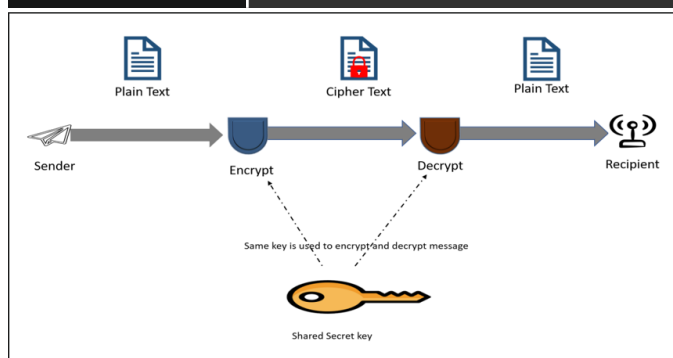 Plain Text
Cipher Text
Plain Text
Sender
Encrypt
Decrypt
Recipient
Same key is used to encrypt and decrypt message
Shared Secret key